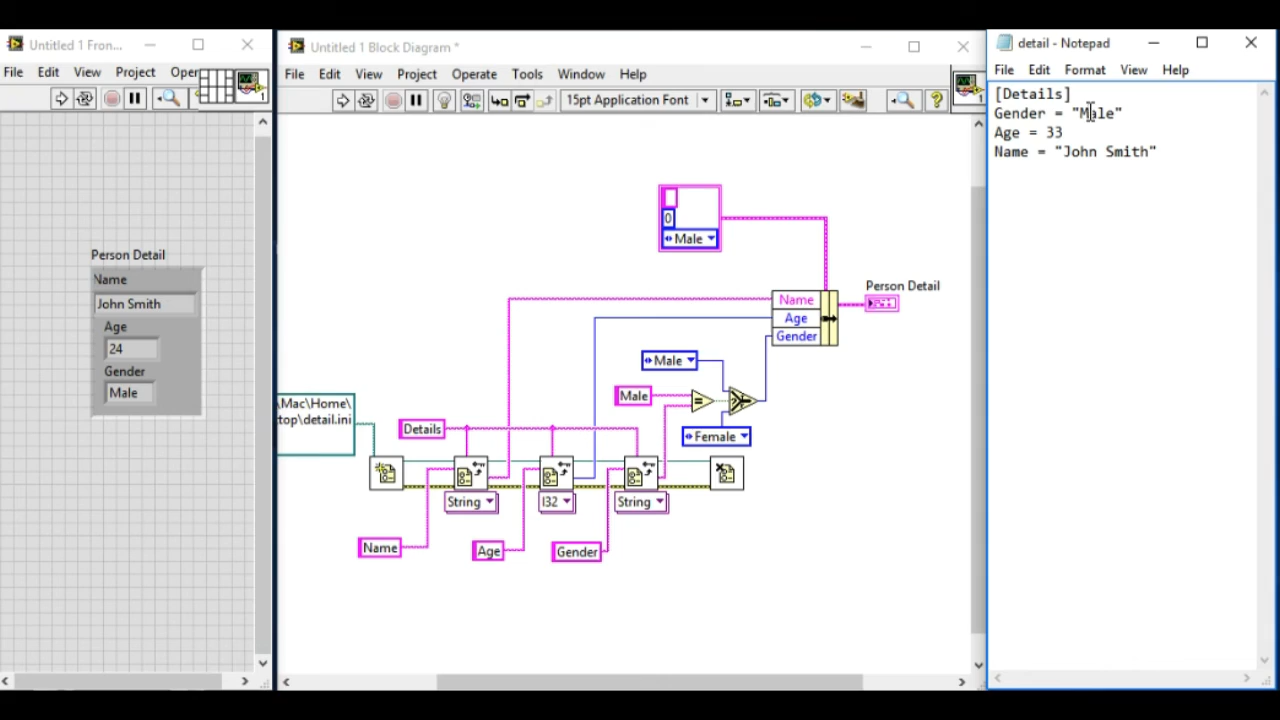 Untitled 1 Fron...
File Edit View Project Oper
1
Person Detail
Name
John Smith
Age
24
Gender
Male
Untitled 1 Block Diagram *
File Edit View Project Operate Tools Window Help
15pt Application Font
?
1
0
Male
Person Detail
Name
Age
Gender
Male
Male
=
Female
\Mac\Home\
top\detail.ini
Details
String
I32
String
Name
Age
Gender
detail - Notepad
File Edit Format View Help
[Details]
Gender = "Male"
Age = 33
Name = "John Smith"